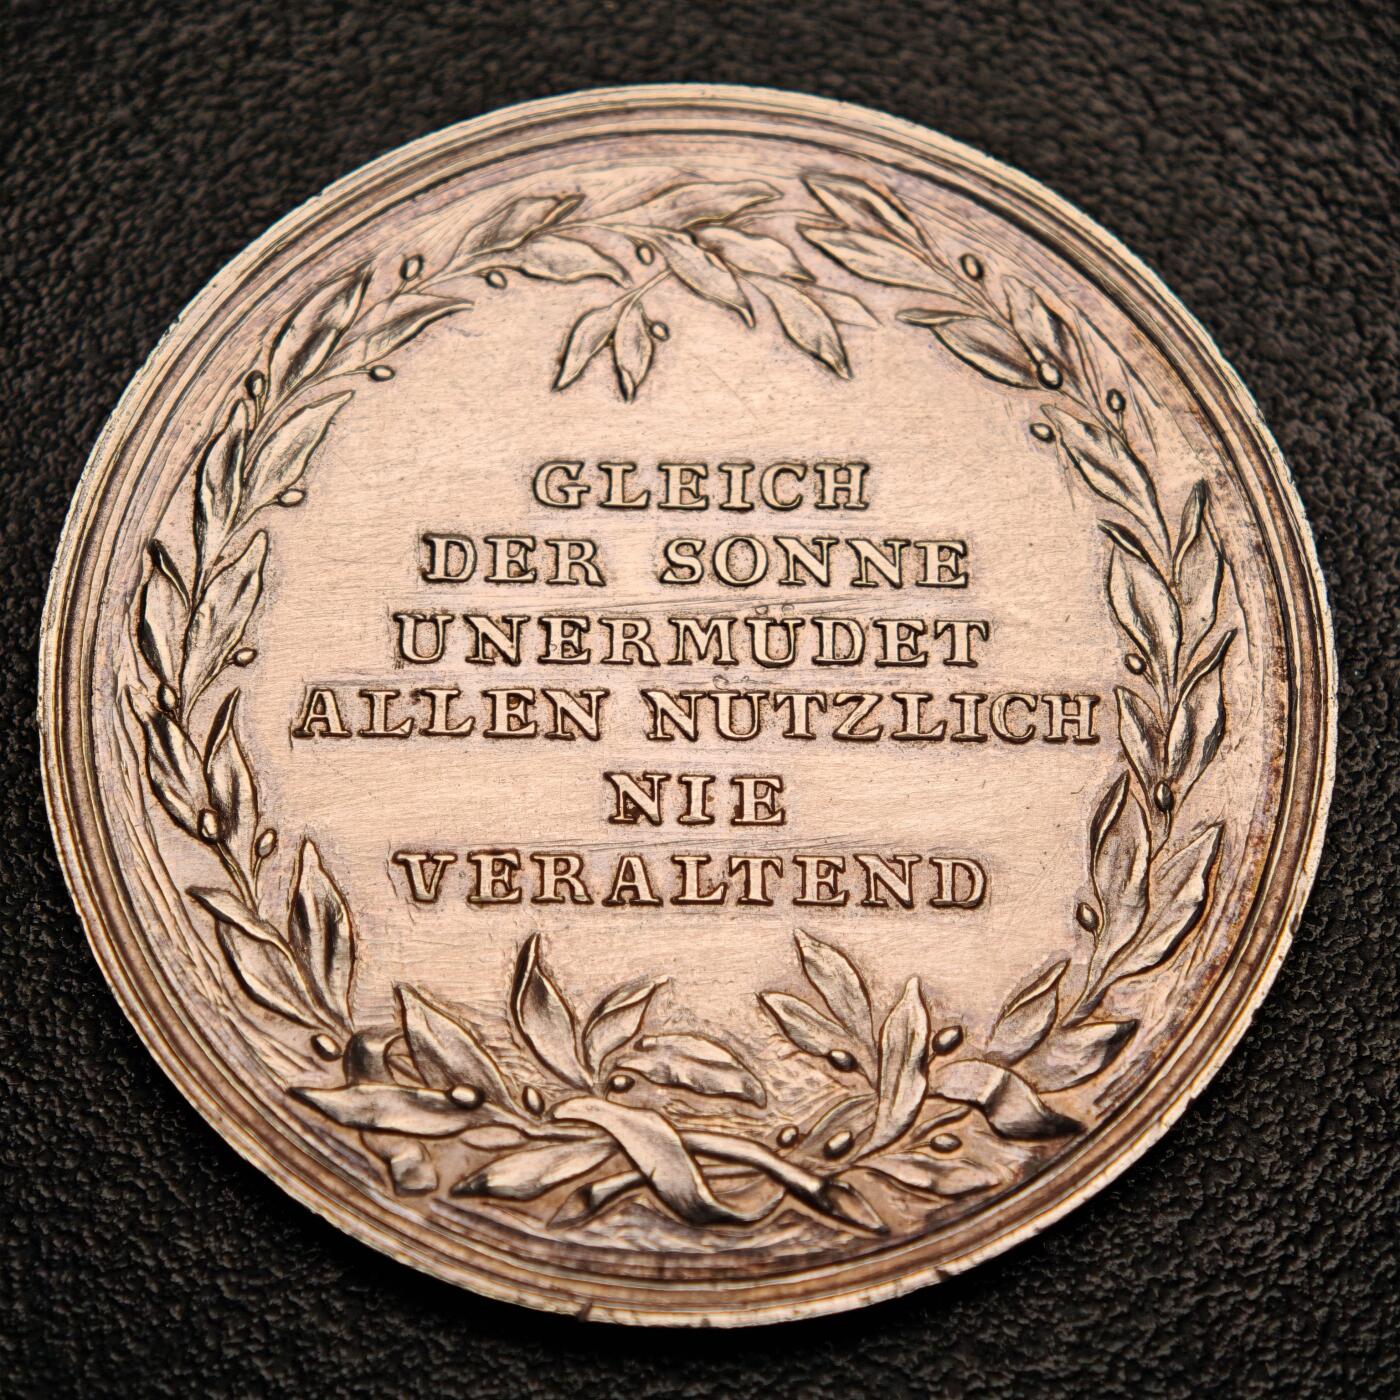 GLEICH
DER SONNE
UNERMÜDET
ALLEN NÜTZLICH
NIE
VERALTEND